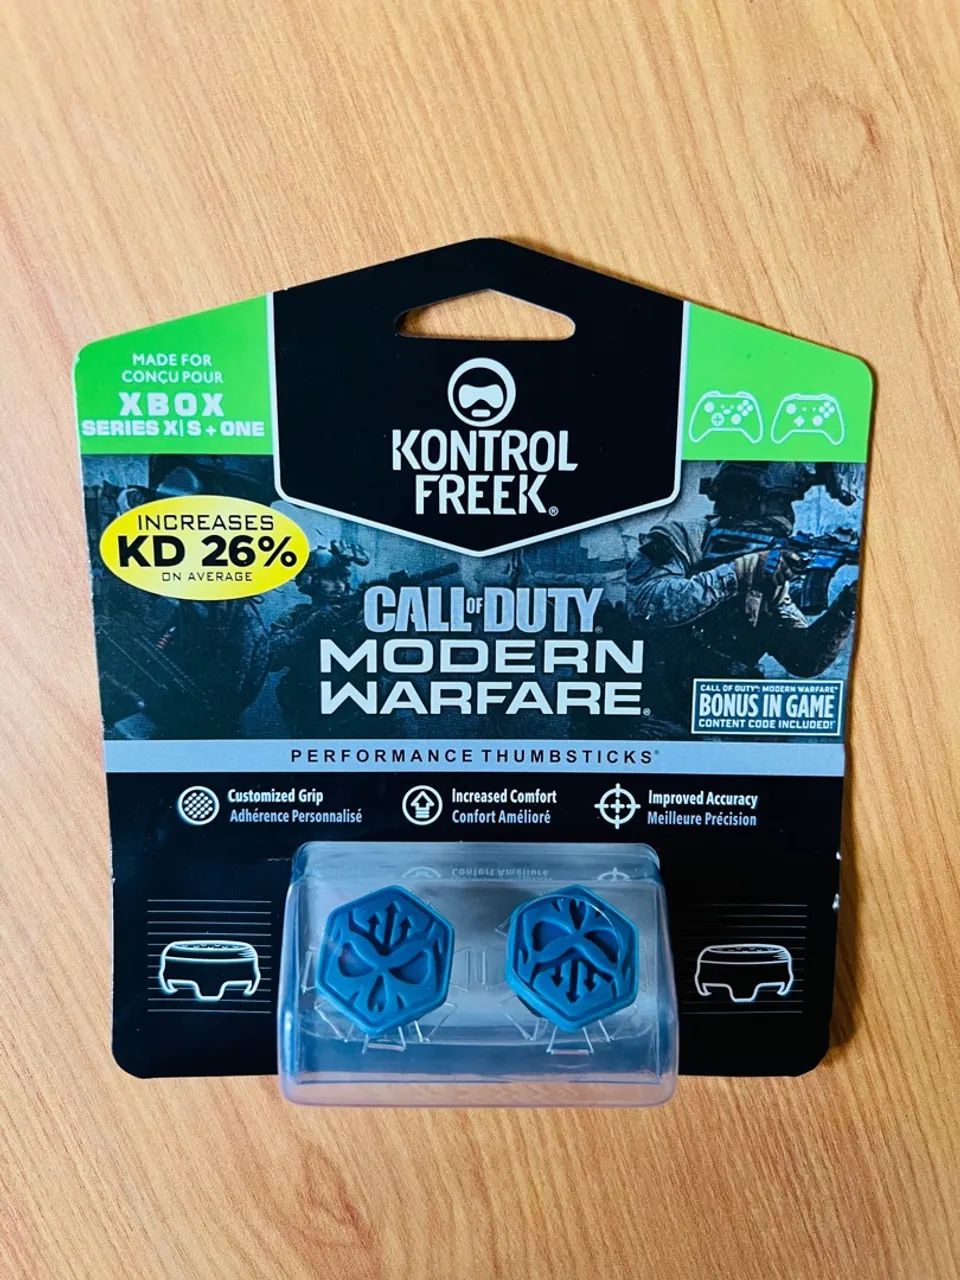 MADE FOR
CONÇU POUR
XBOX
SERIES X|S + ONE
KONTROL
FREEK®
INCREASES
KD 26%
ON AVERAGE
CALL OF DUTY®
MODERN
WARFARE®
CALL OF DUTY®: MODERN WARFARE®
BONUS IN GAME
CONTENT CODE INCLUDED!*
PERFORMANCE THUMBSTICKS®
Customized Grip
Adhérence Personnalisé
Increased Comfort
Confort Amélioré
Improved Accuracy
Meilleure Précision